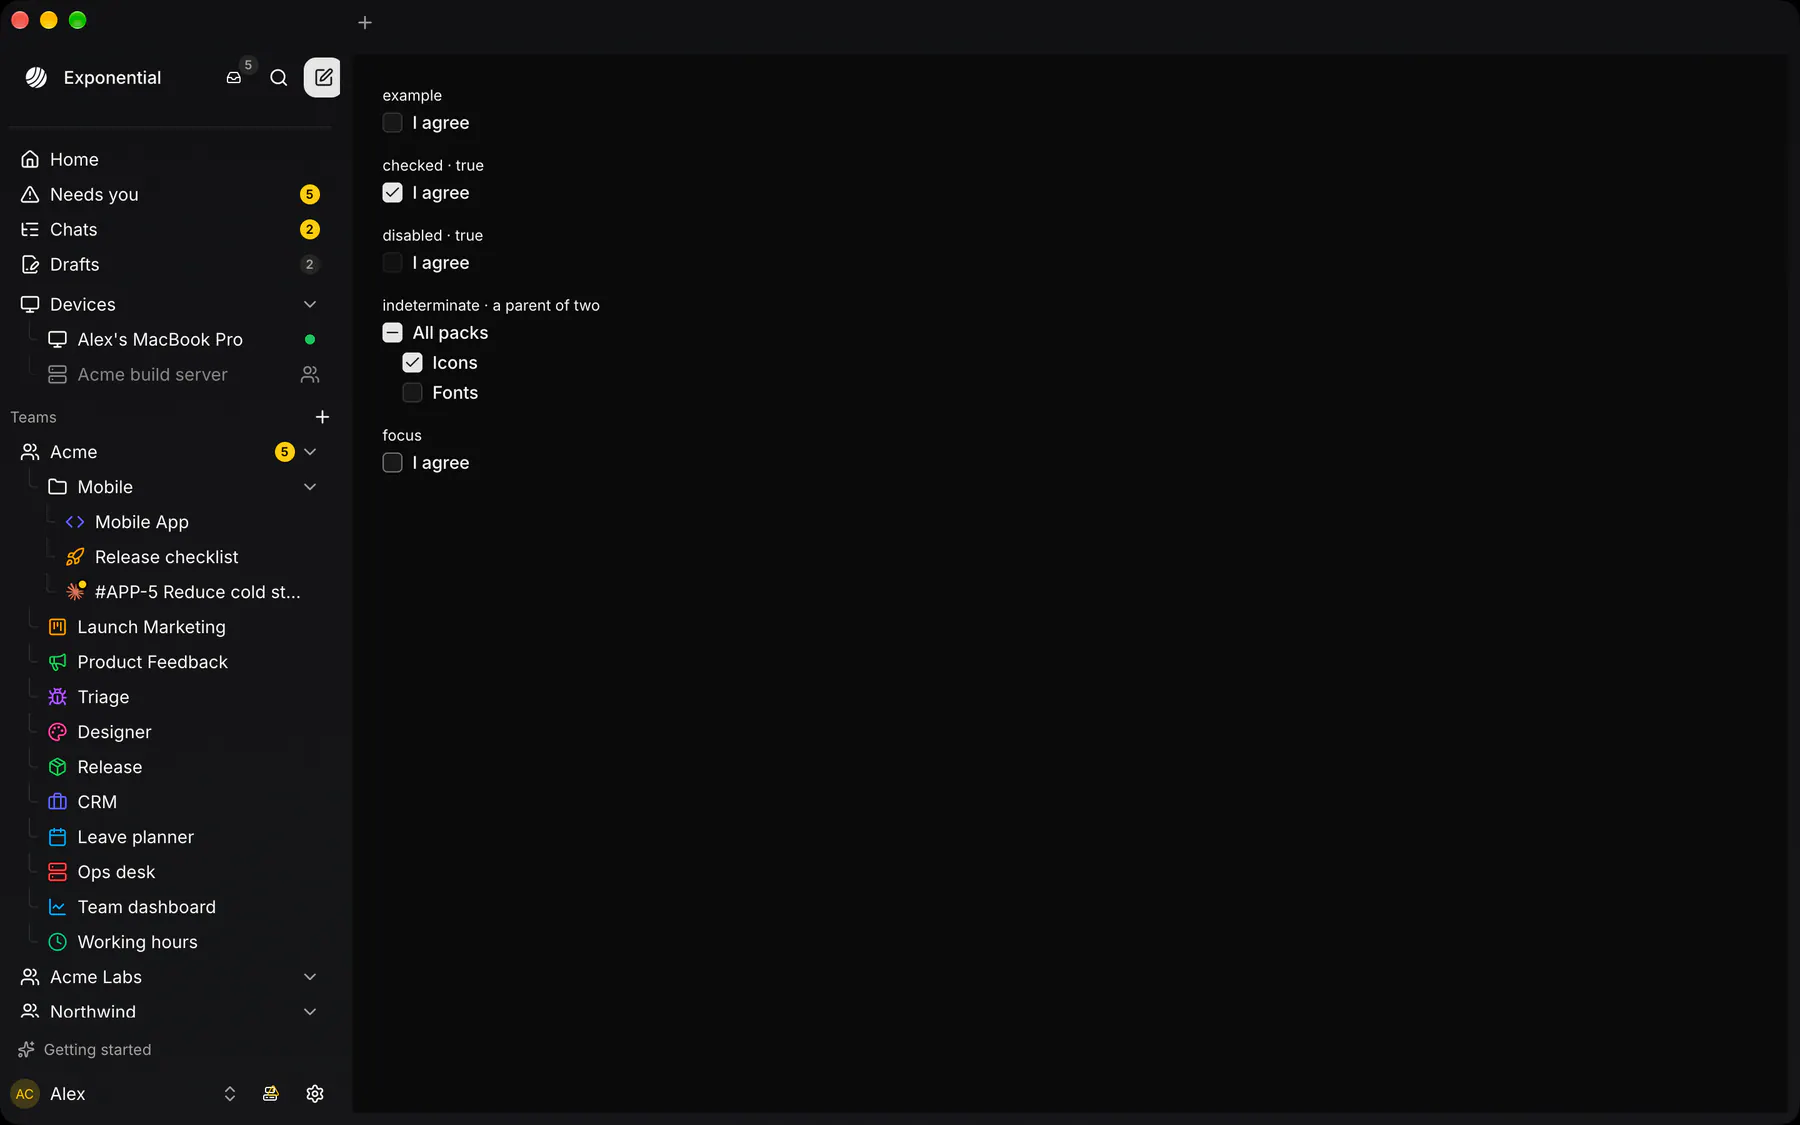 Exponential
5
Home
Needs you
5
Chats
2
Drafts
2
Devices
Alex's MacBook Pro
Acme build server
Teams
Acme
5
Mobile
Mobile App
Release checklist
#APP-5 Reduce cold st...
Launch Marketing
Product Feedback
Triage
Designer
Release
CRM
Leave planner
Ops desk
Team dashboard
Working hours
Acme Labs
Northwind
Getting started
AC
Alex
example
I agree
checked · true
I agree
disabled · true
I agree
indeterminate · a parent of two
All packs
Icons
Fonts
focus
I agree